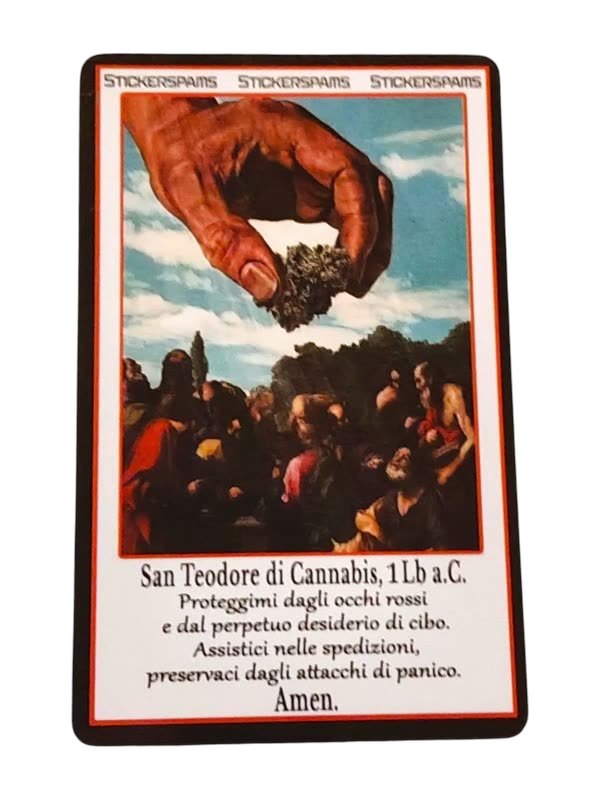 STICKERSPAMS STICKERSPAMS STICKERSPAMS
San Teodore di Cannabis, 1 Lb a.C.
Proteggimi dagli occhi rossi
e dal perpetuo desiderio di cibo.
Assistici nelle spedizioni,
preservaci dagli attacchi di panico.
Amen.